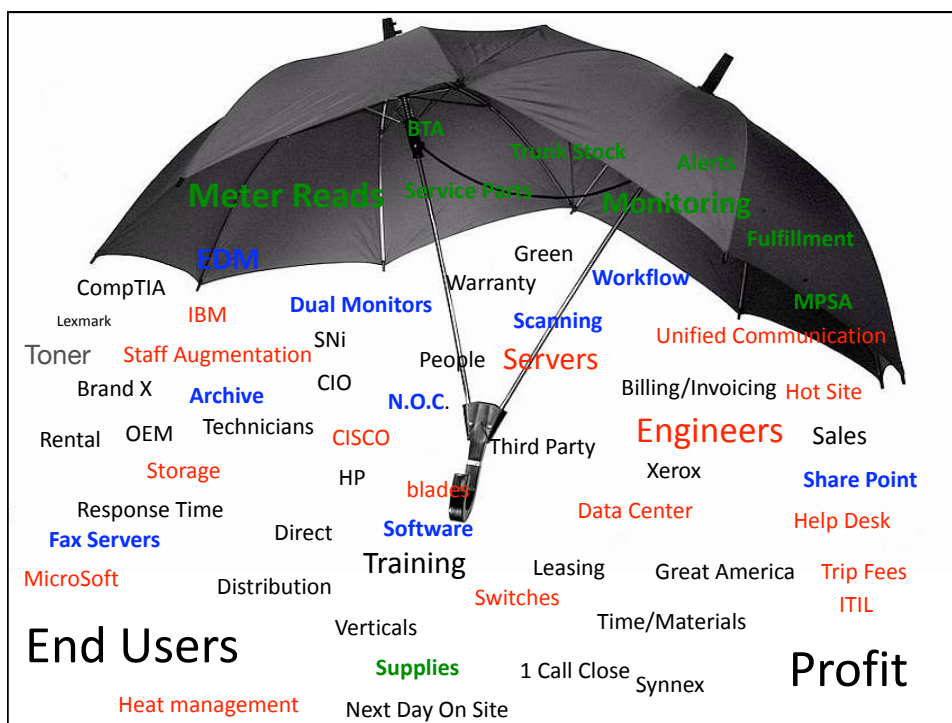 BTA
Trunk Stock
Alerts
Meter Reads
Service Parts
Monitoring
Fulfillment
EDM
Green
CompTIA
Warranty
Workflow
Dual Monitors
MPSA
Lexmark
IBM
Scanning
SNi
Unified Communication
Toner
Staff Augmentation
People
Servers
Brand X
CIO
Billing/Invoicing
Hot Site
Archive
N.O.C.
Rental
OEM
Technicians
CISCO
Third Party
Engineers
Sales
Storage
HP
Xerox
blades
Share Point
Response Time
Data Center
Help Desk
Fax Servers
Direct
Software
Training
MicroSoft
Distribution
Leasing
Great America
Trip Fees
Switches
ITIL
End Users
Verticals
Time/Materials
Supplies
1 Call Close
Synnex
Profit
Heat management
Next Day On Site